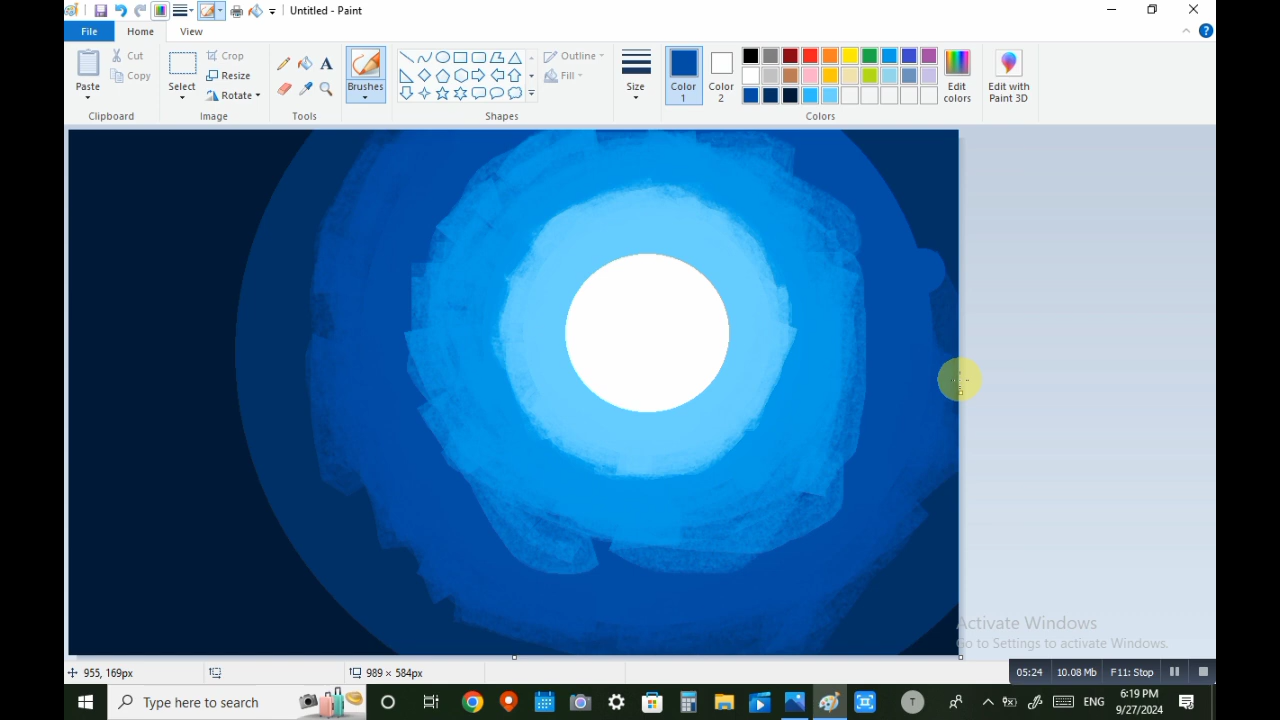 Untitled - Paint
File Home View
Paste
Cut
Copy
Clipboard
Select
Crop
Resize
Rotate
Image
Tools
Brushes
Shapes
Outline
Fill
Size
Color 1
Color 2
Colors
Edit colors
Edit with Paint 3D
Activate Windows
Go to Settings to activate Windows.
955, 169px
989 × 584px
05:24 10.08 Mb F11: Stop
Type here to search
T
ENG
6:19 PM
9/27/2024